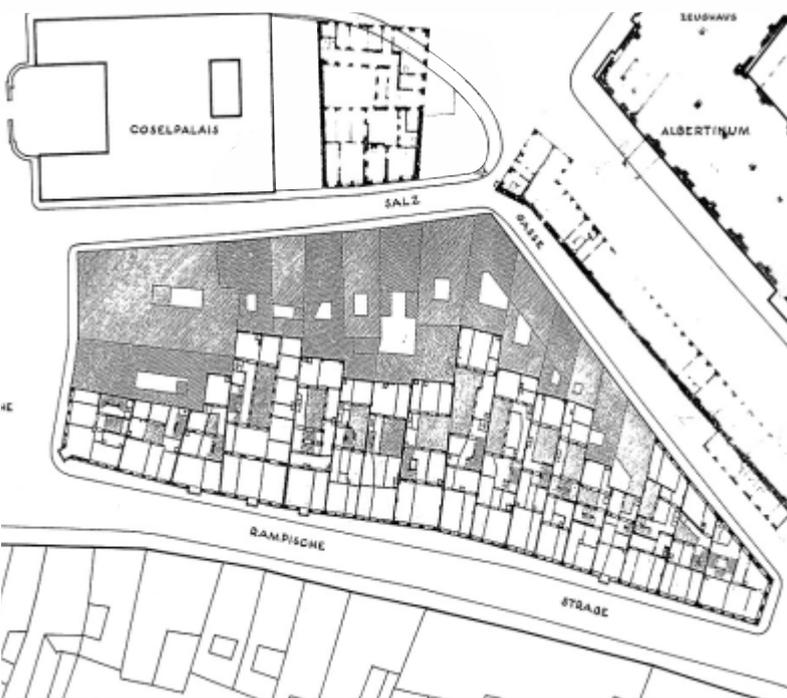 ZEUGHAUS
COSELPALAIS
ALBERTINUM
SALZ
GASSE
RAMPISCHE
STRAßE